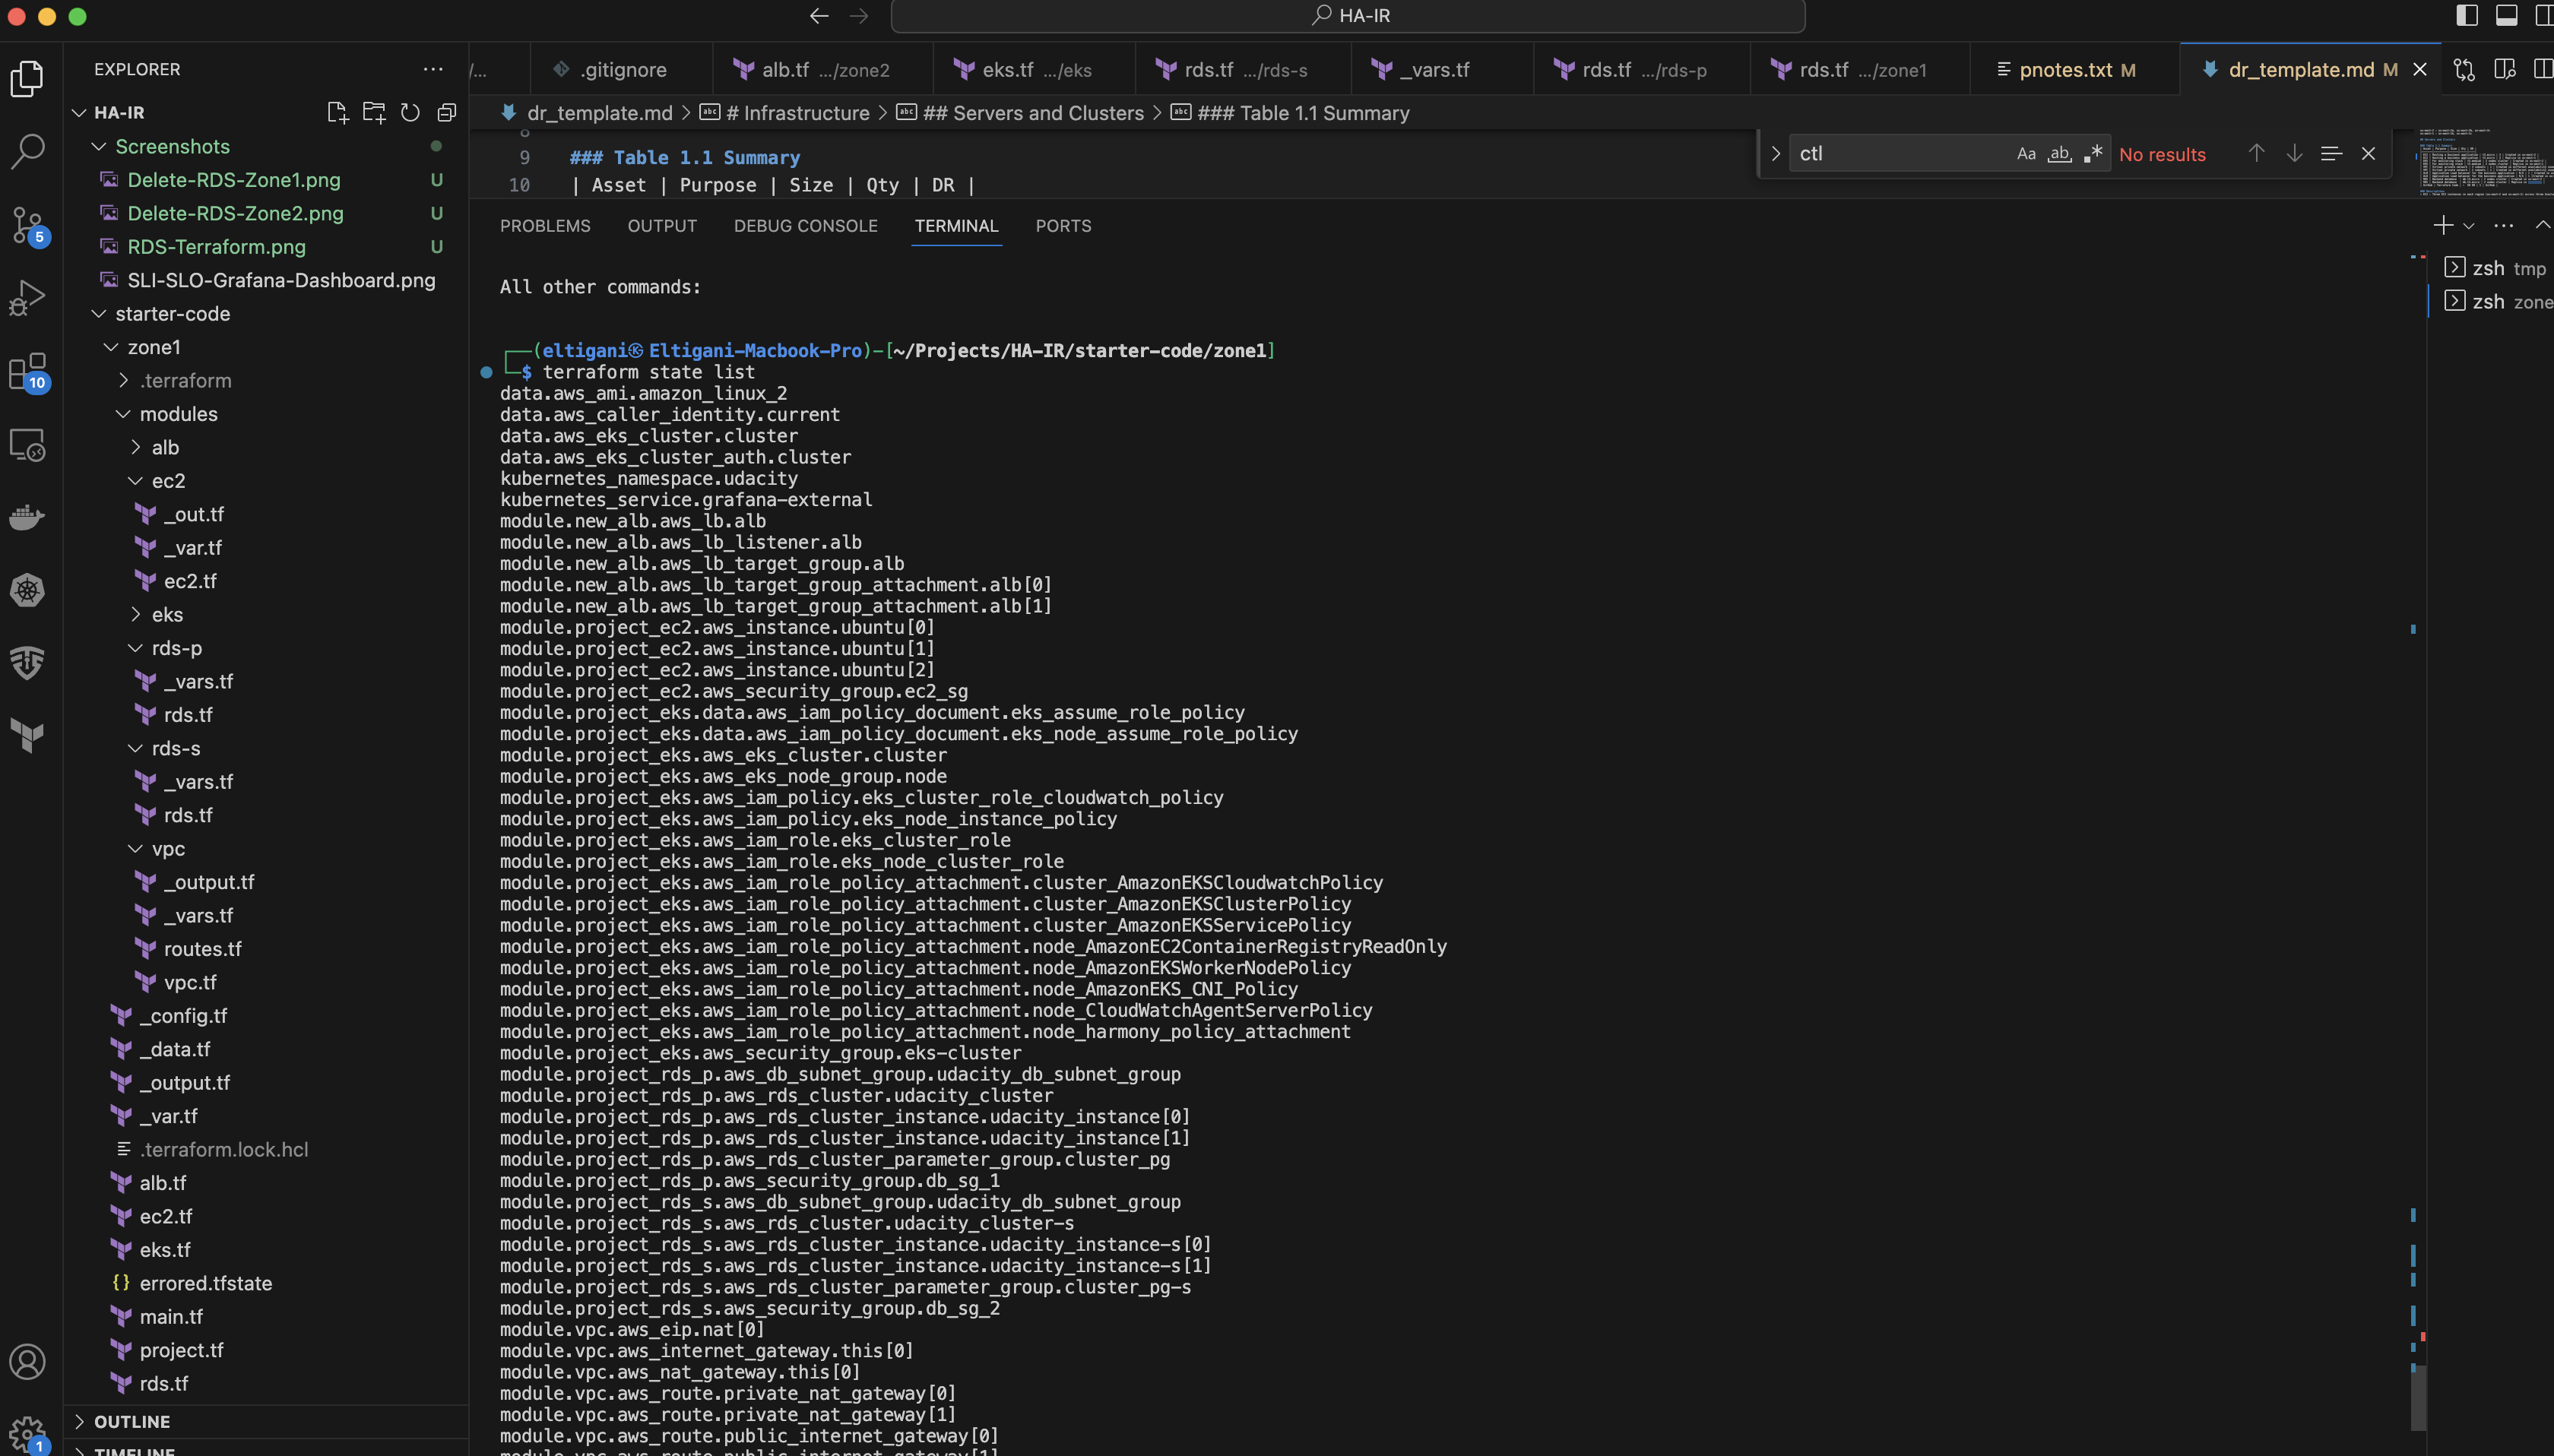 HA-IR
EXPLORER
HA-IR
Screenshots
Delete-RDS-Zone1.png U
Delete-RDS-Zone2.png U
RDS-Terraform.png U
SLI-SLO-Grafana-Dashboard.png
starter-code
zone1
.terraform
modules
alb
ec2
_out.tf
_var.tf
ec2.tf
eks
rds-p
_vars.tf
rds.tf
rds-s
_vars.tf
rds.tf
vpc
_output.tf
_vars.tf
routes.tf
vpc.tf
_config.tf
_data.tf
_output.tf
_var.tf
.terraform.lock.hcl
alb.tf
ec2.tf
eks.tf
errored.tfstate
main.tf
project.tf
rds.tf
OUTLINE
TIMELINE
5
10
1
/... .gitignore alb.tf .../zone2 eks.tf .../eks rds.tf .../rds-s _vars.tf rds.tf .../rds-p rds.tf .../zone1 pnotes.txt M dr_template.md M
dr_template.md > # Infrastructure > ## Servers and Clusters > ### Table 1.1 Summary
8
9 ### Table 1.1 Summary
10 | Asset | Purpose | Size | Qty | DR |
ctl Aa ab No results
PROBLEMS OUTPUT DEBUG CONSOLE TERMINAL PORTS
zsh tmp
zsh zone
All other commands:
┌──(eltigani㉿Eltigani-Macbook-Pro)-[~/Projects/HA-IR/starter-code/zone1]
└─$ terraform state list
data.aws_ami.amazon_linux_2
data.aws_caller_identity.current
data.aws_eks_cluster.cluster
data.aws_eks_cluster_auth.cluster
kubernetes_namespace.udacity
kubernetes_service.grafana-external
module.new_alb.aws_lb.alb
module.new_alb.aws_lb_listener.alb
module.new_alb.aws_lb_target_group.alb
module.new_alb.aws_lb_target_group_attachment.alb[0]
module.new_alb.aws_lb_target_group_attachment.alb[1]
module.project_ec2.aws_instance.ubuntu[0]
module.project_ec2.aws_instance.ubuntu[1]
module.project_ec2.aws_instance.ubuntu[2]
module.project_ec2.aws_security_group.ec2_sg
module.project_eks.data.aws_iam_policy_document.eks_assume_role_policy
module.project_eks.data.aws_iam_policy_document.eks_node_assume_role_policy
module.project_eks.aws_eks_cluster.cluster
module.project_eks.aws_eks_node_group.node
module.project_eks.aws_iam_policy.eks_cluster_role_cloudwatch_policy
module.project_eks.aws_iam_policy.eks_node_instance_policy
module.project_eks.aws_iam_role.eks_cluster_role
module.project_eks.aws_iam_role.eks_node_cluster_role
module.project_eks.aws_iam_role_policy_attachment.cluster_AmazonEKSCloudwatchPolicy
module.project_eks.aws_iam_role_policy_attachment.cluster_AmazonEKSClusterPolicy
module.project_eks.aws_iam_role_policy_attachment.cluster_AmazonEKSServicePolicy
module.project_eks.aws_iam_role_policy_attachment.node_AmazonEC2ContainerRegistryReadOnly
module.project_eks.aws_iam_role_policy_attachment.node_AmazonEKSWorkerNodePolicy
module.project_eks.aws_iam_role_policy_attachment.node_AmazonEKS_CNI_Policy
module.project_eks.aws_iam_role_policy_attachment.node_CloudWatchAgentServerPolicy
module.project_eks.aws_iam_role_policy_attachment.node_harmony_policy_attachment
module.project_eks.aws_security_group.eks-cluster
module.project_rds_p.aws_db_subnet_group.udacity_db_subnet_group
module.project_rds_p.aws_rds_cluster.udacity_cluster
module.project_rds_p.aws_rds_cluster_instance.udacity_instance[0]
module.project_rds_p.aws_rds_cluster_instance.udacity_instance[1]
module.project_rds_p.aws_rds_cluster_parameter_group.cluster_pg
module.project_rds_p.aws_security_group.db_sg_1
module.project_rds_s.aws_db_subnet_group.udacity_db_subnet_group
module.project_rds_s.aws_rds_cluster.udacity_cluster-s
module.project_rds_s.aws_rds_cluster_instance.udacity_instance-s[0]
module.project_rds_s.aws_rds_cluster_instance.udacity_instance-s[1]
module.project_rds_s.aws_rds_cluster_parameter_group.cluster_pg-s
module.project_rds_s.aws_security_group.db_sg_2
module.vpc.aws_eip.nat[0]
module.vpc.aws_internet_gateway.this[0]
module.vpc.aws_nat_gateway.this[0]
module.vpc.aws_route.private_nat_gateway[0]
module.vpc.aws_route.private_nat_gateway[1]
module.vpc.aws_route.public_internet_gateway[0]
module.vpc.aws_route.public_internet_gateway[1]